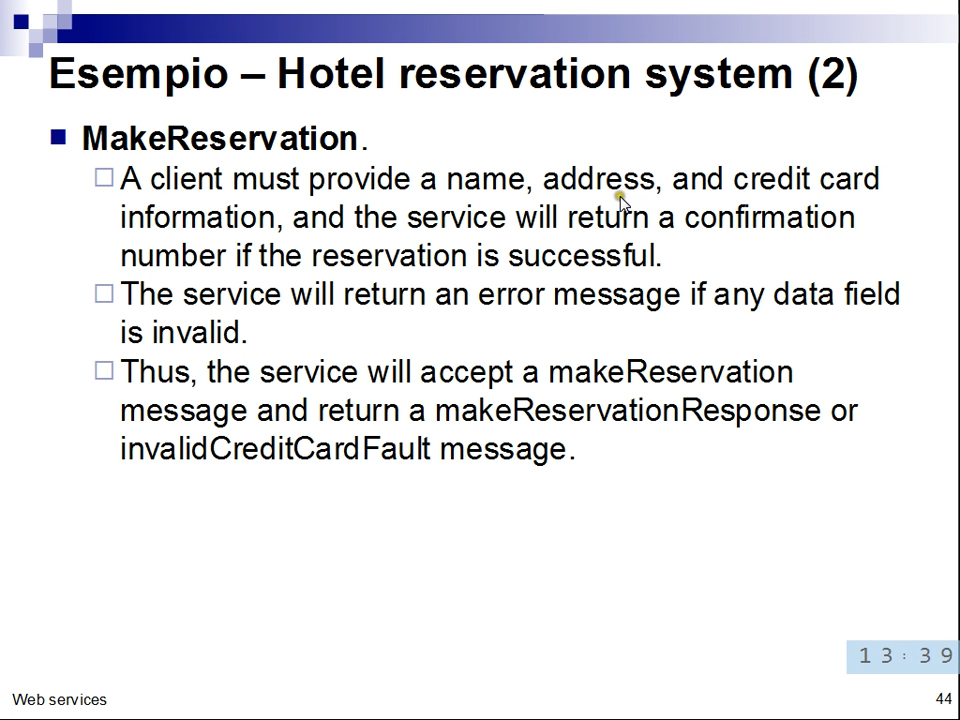 Esempio – Hotel reservation system (2)
MakeReservation.
A client must provide a name, address, and credit card
information, and the service will return a confirmation
number if the reservation is successful.
The service will return an error message if any data field
is invalid.
Thus, the service will accept a makeReservation
message and return a makeReservationResponse or
invalidCreditCardFault message.
13:39
Web services
44